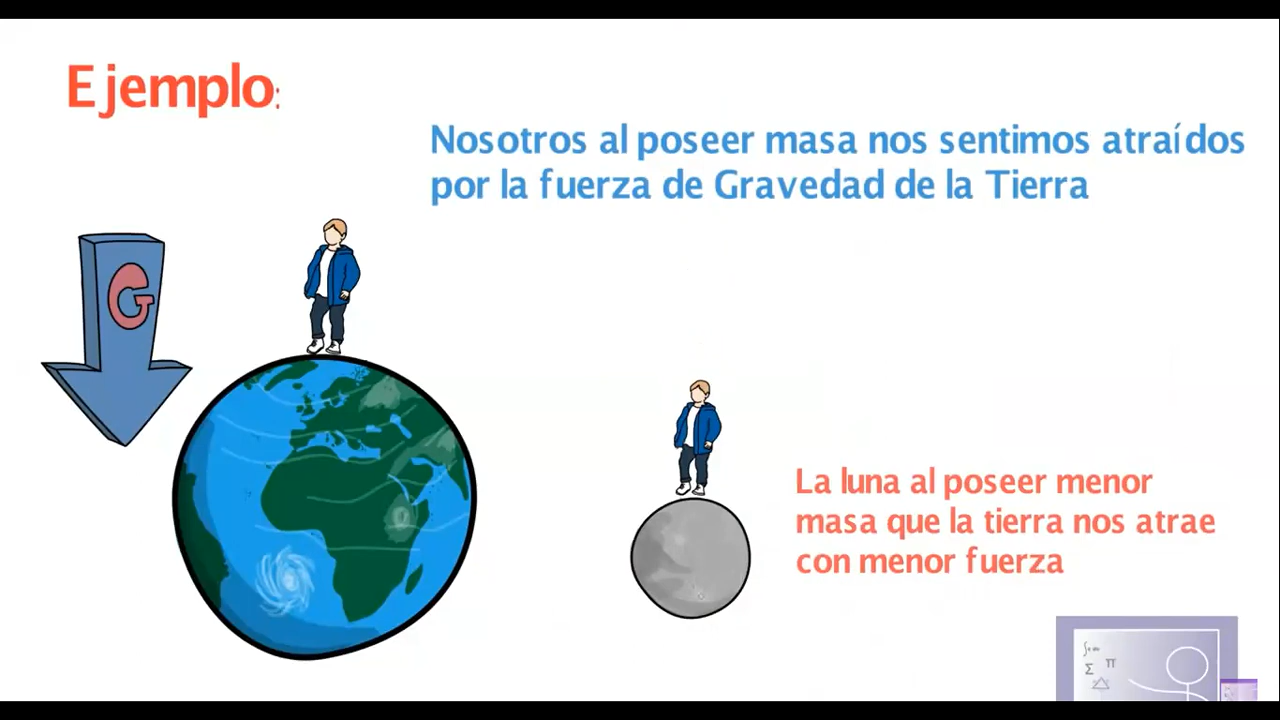 Ejemplo:
Nosotros al poseer masa nos sentimos atraídos
por la fuerza de Gravedad de la Tierra
G
La luna al poseer menor
masa que la tierra nos atrae
con menor fuerza
Σ π